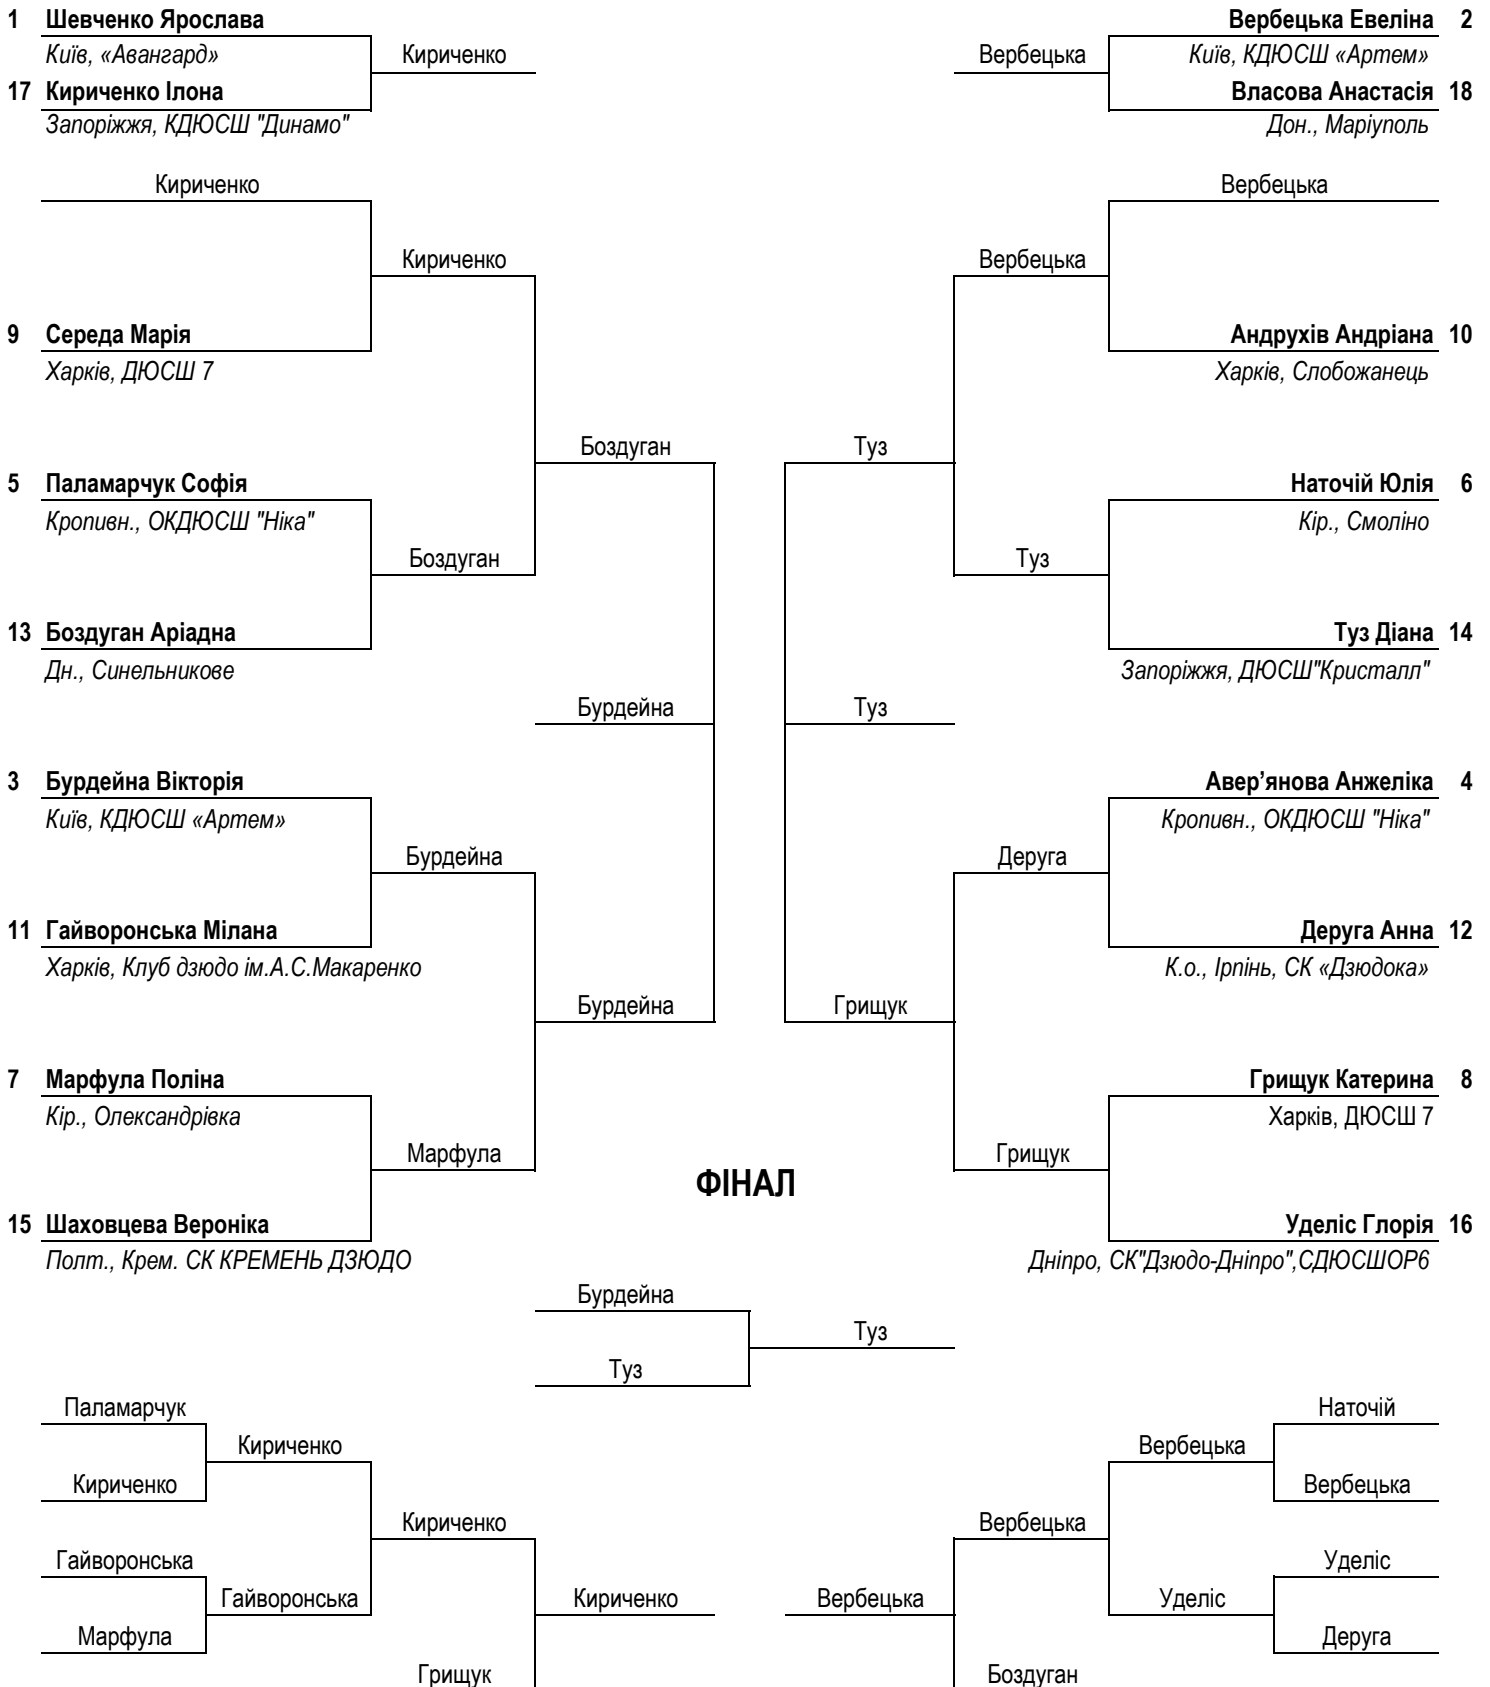 1 Шевченко Ярослава
Вербецька Евеліна 2
Київ, «Авангард»
Кириченко
Вербецька
Київ, КДЮСШ «Артем»
17 Кириченко Ілона
Власова Анастасія 18
Запоріжжя, КДЮСШ "Динамо"
Дон., Маріуполь
Кириченко
Вербецька
Кириченко
Вербецька
9 Середа Марія
Андрухів Андріана 10
Харків, ДЮСШ 7
Харків, Слобожанець
Боздуган
Туз
5 Паламарчук Софія
Наточій Юлія 6
Кропивн., ОКДЮСШ "Ніка"
Кір., Смоліно
Боздуган
Туз
13 Боздуган Аріадна
Туз Діана 14
Дн., Синельникове
Запоріжжя, ДЮСШ"Кристалл"
Бурдейна
Туз
3 Бурдейна Вікторія
Авер’янова Анжеліка 4
Київ, КДЮСШ «Артем»
Кропивн., ОКДЮСШ "Ніка"
Бурдейна
Деруга
11 Гайворонська Мілана
Деруга Анна 12
Харків, Клуб дзюдо ім.А.С.Макаренко
К.о., Ірпінь, СК «Дзюдока»
Бурдейна
Грищук
7 Марфула Поліна
Грищук Катерина 8
Кір., Олександрівка
Харків, ДЮСШ 7
Марфула
Грищук
ФІНАЛ
15 Шаховцева Вероніка
Уделіс Глорія 16
Полт., Крем. СК КРЕМЕНЬ ДЗЮДО
Дніпро, СК"Дзюдо-Дніпро",СДЮСШОР6
Бурдейна
Туз
Туз
Паламарчук
Наточій
Кириченко
Вербецька
Кириченко
Вербецька
Кириченко
Вербецька
Гайворонська
Уделіс
Гайворонська
Кириченко
Вербецька
Уделіс
Марфула
Деруга
Грищук
Боздуган